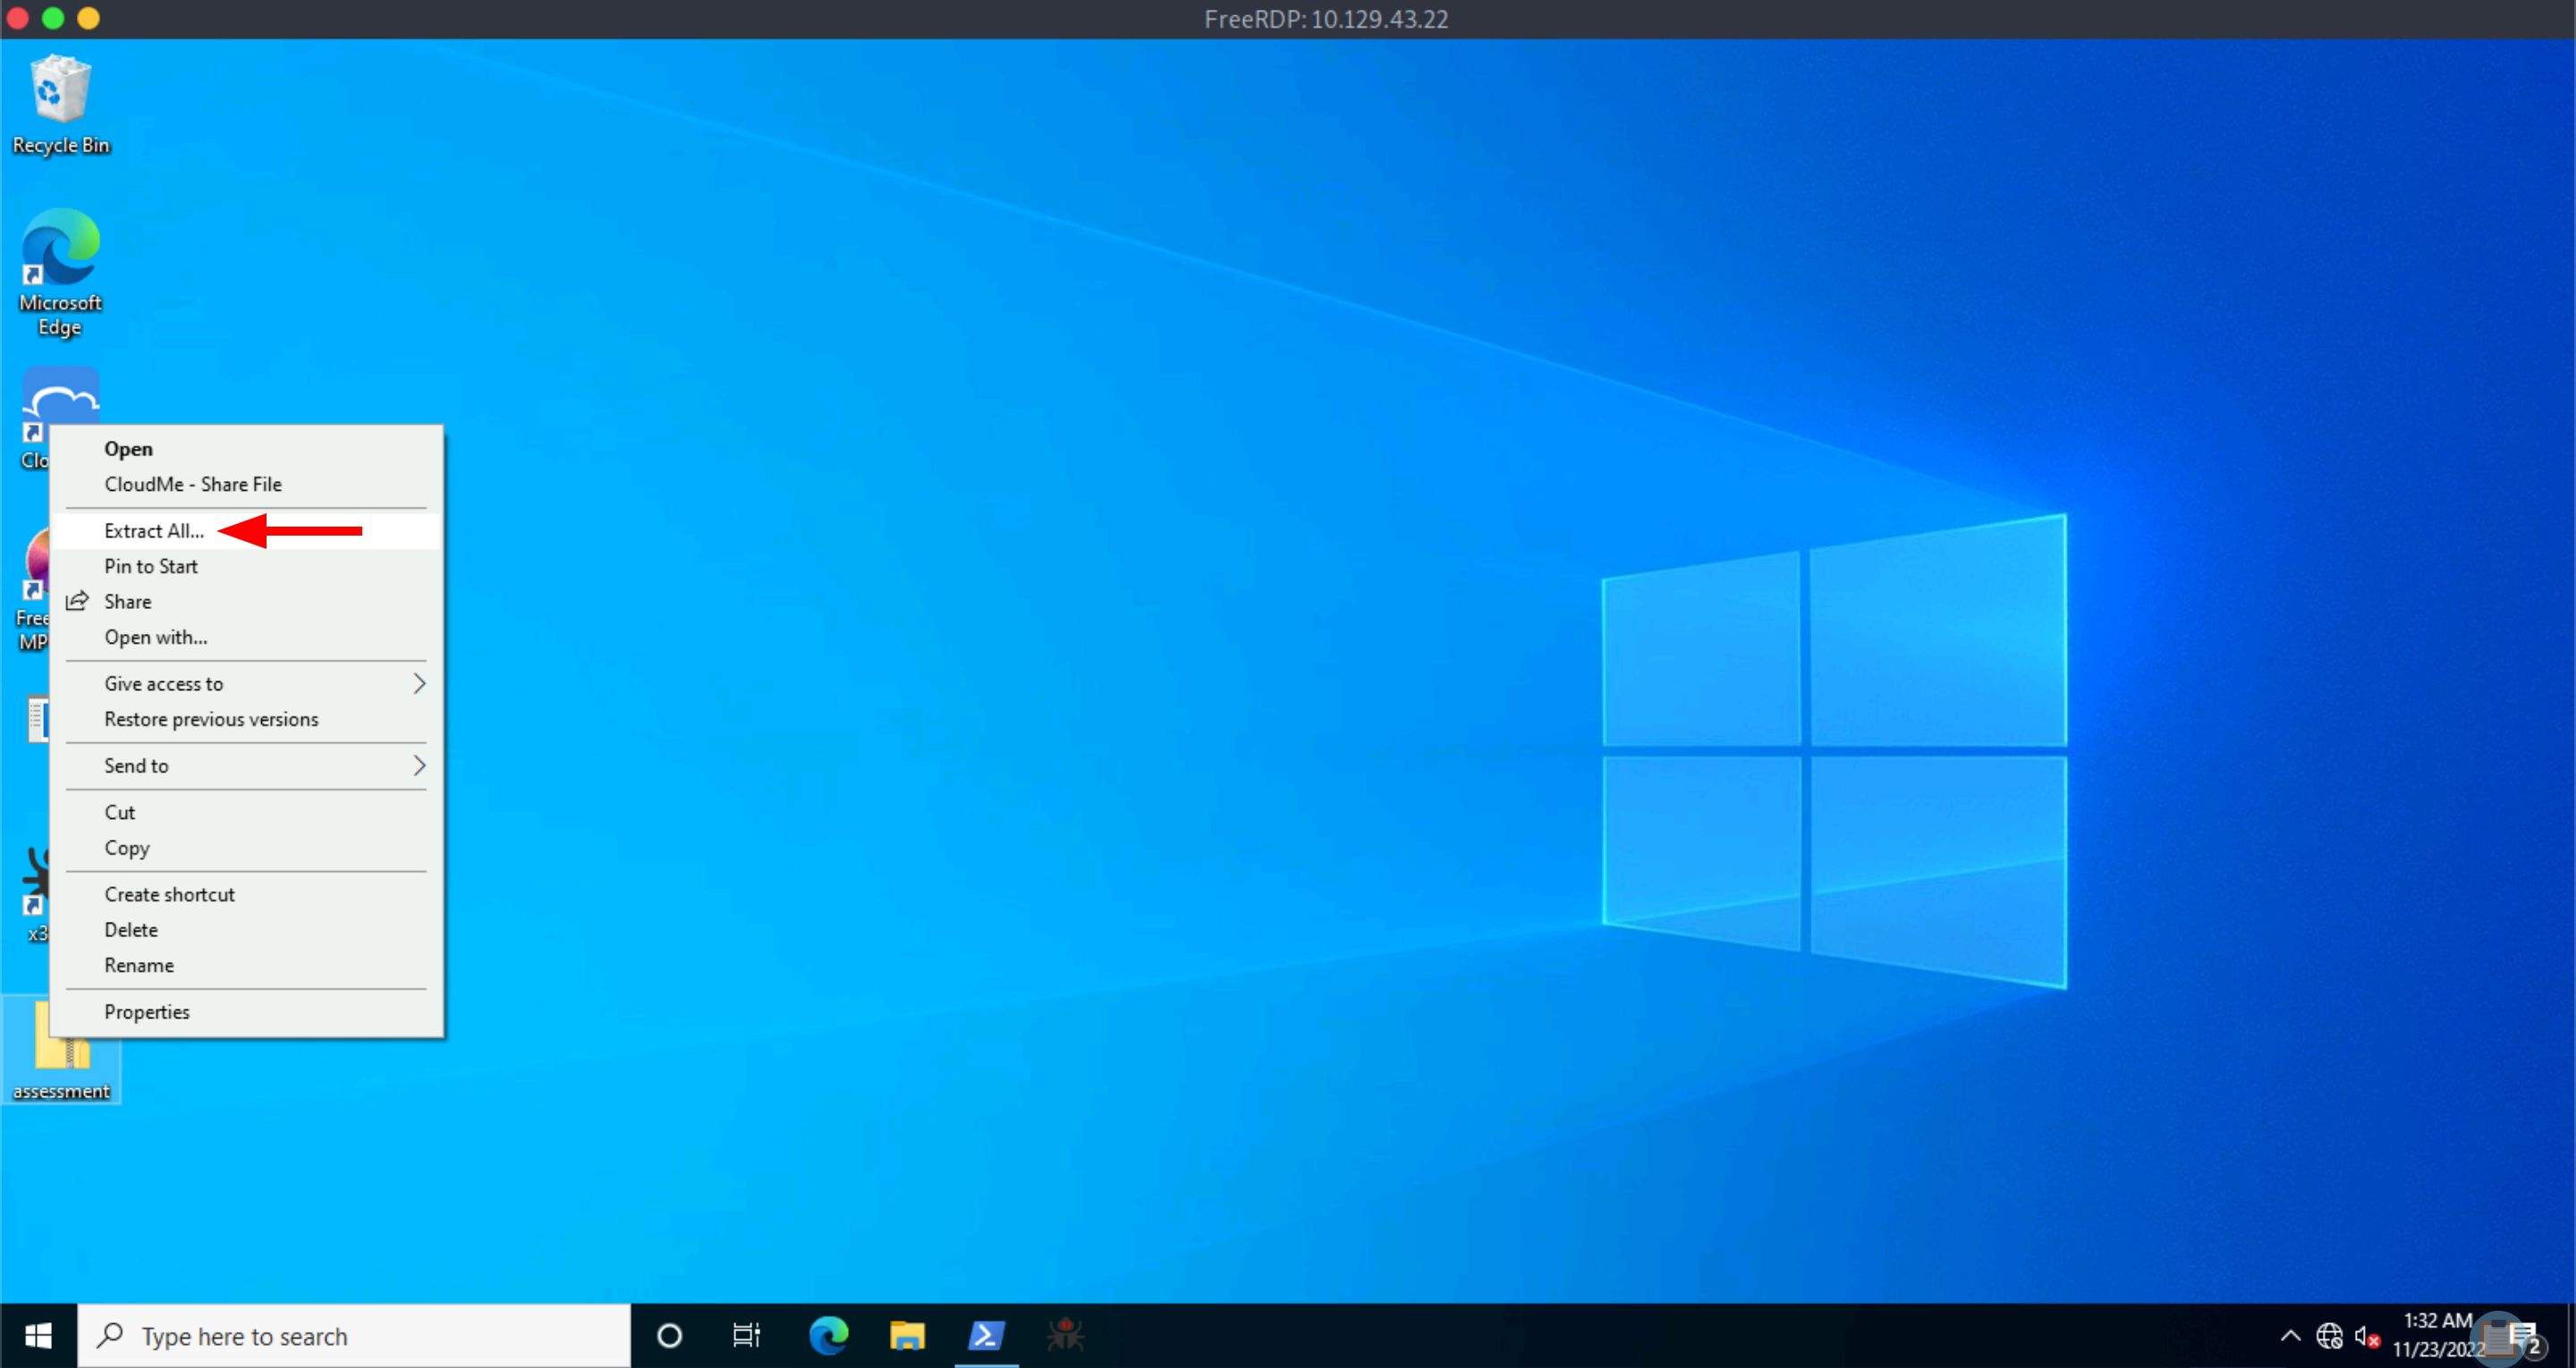 FreeRDP: 10.129.43.22
Recycle Bin
Microsoft
Edge
Clo
Free
MP
x3
Open
CloudMe - Share File
Extract All...
Pin to Start
Share
Open with...
Give access to
Restore previous versions
Send to
Cut
Copy
Create shortcut
Delete
Rename
Properties
assessment
Type here to search
1:32 AM
11/23/2022
2